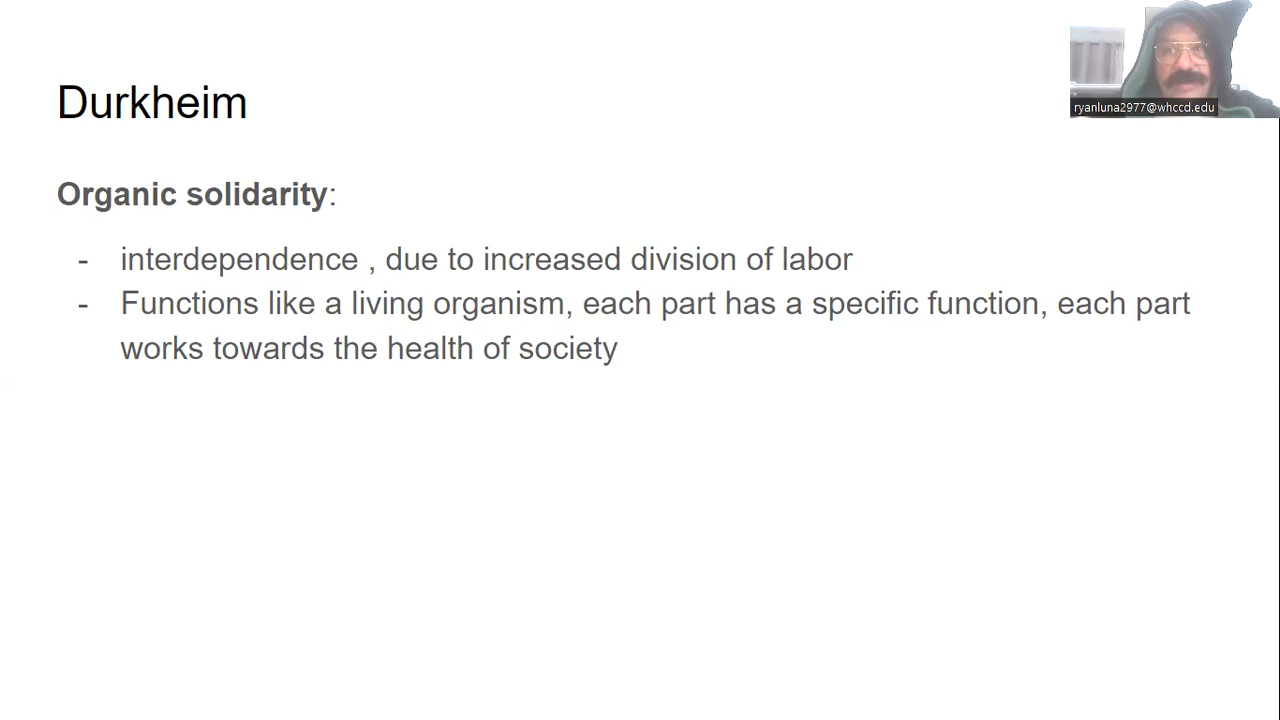 Durkheim
ryanluna2977@whccd.edu
Organic solidarity:
- interdependence , due to increased division of labor
- Functions like a living organism, each part has a specific function, each part
works towards the health of society